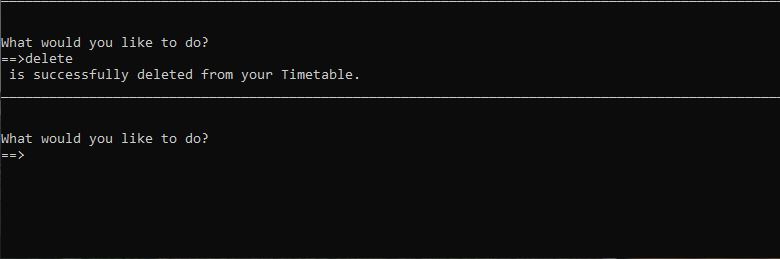 What would you like to do?
==>delete
 is successfully deleted from your Timetable.
What would you like to do?
==>